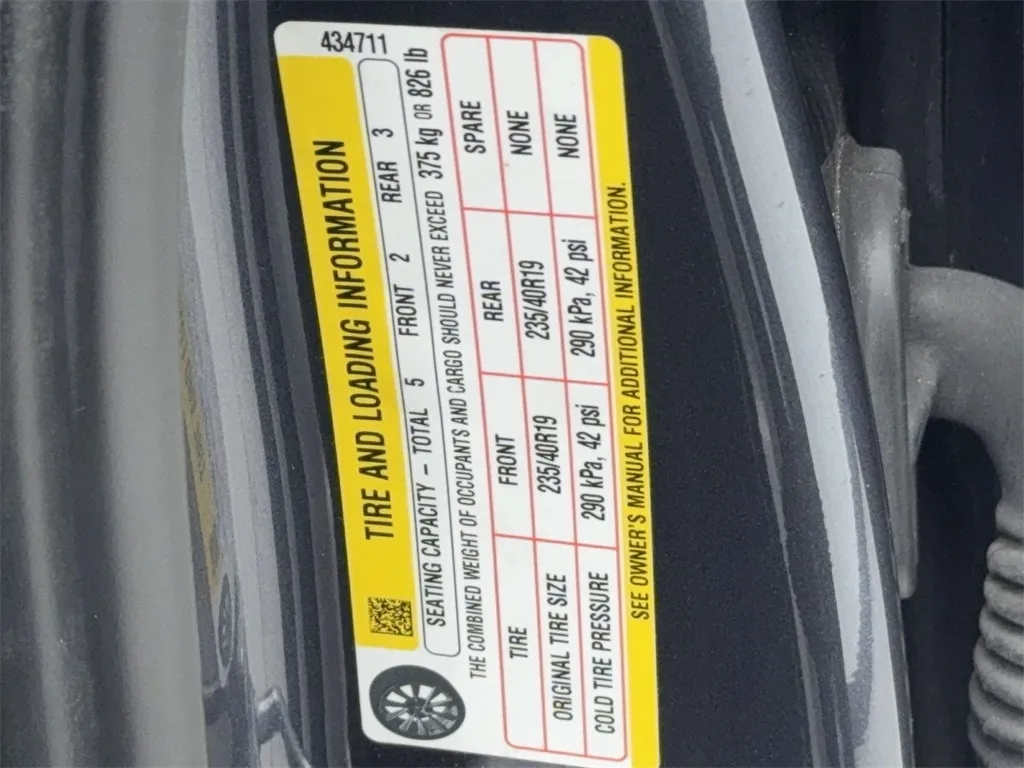 434711
TIRE AND LOADING INFORMATION
SEATING CAPACITY – TOTAL 5 FRONT 2 REAR 3
THE COMBINED WEIGHT OF OCCUPANTS AND CARGO SHOULD NEVER EXCEED 375 kg OR 826 lb
TIRE FRONT REAR SPARE
ORIGINAL TIRE SIZE 235/40R19 235/40R19 NONE
COLD TIRE PRESSURE 290 kPa, 42 psi 290 kPa, 42 psi NONE
SEE OWNER'S MANUAL FOR ADDITIONAL INFORMATION.